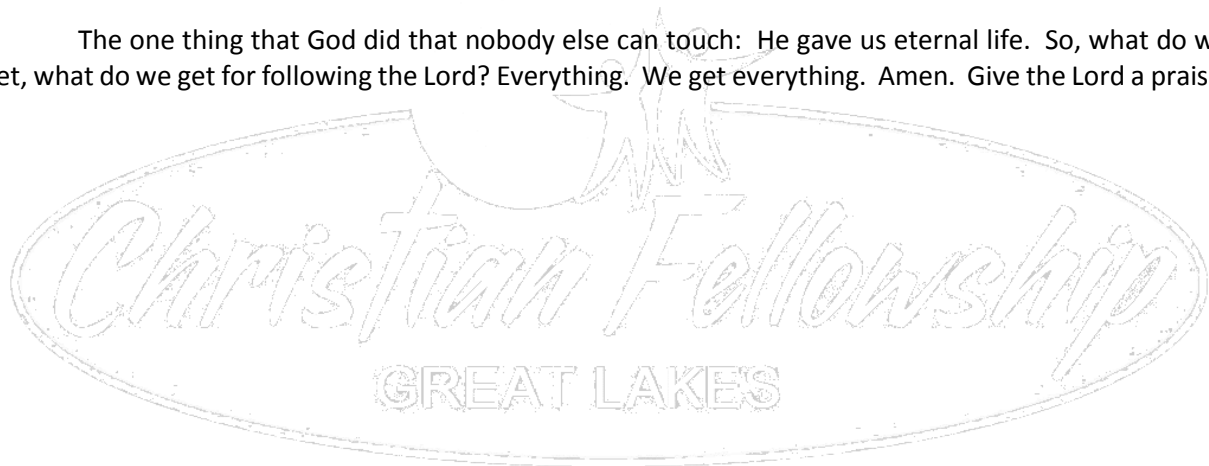 The one thing that God did that nobody else can touch: He gave us eternal life. So, what do w
et, what do we get for following the Lord? Everything. We get everything. Amen. Give the Lord a prais
Christian Fellowship
GREAT LAKES